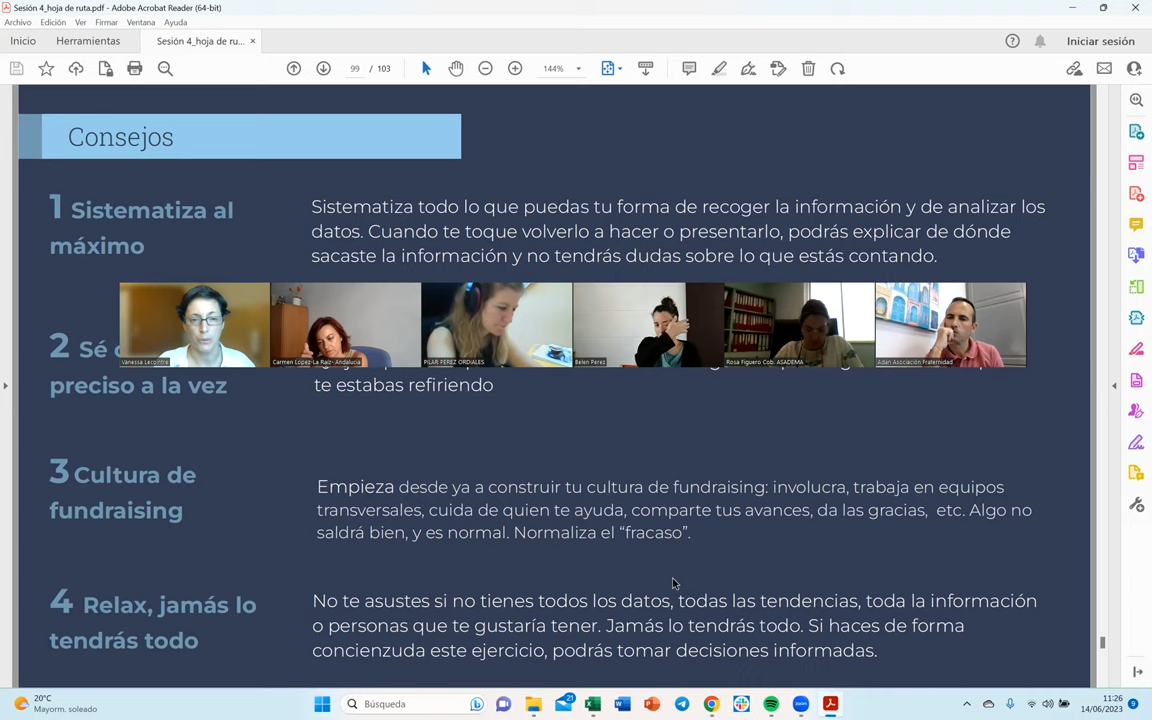 Sesión 4_hoja de ruta.pdf - Adobe Acrobat Reader (64-bit)
Archivo Edición Ver Firmar Ventana Ayuda
Inicio Herramientas Sesión 4_hoja de ru... × Iniciar sesión
99 / 103 144%
Consejos
1 Sistematiza al
máximo
Sistematiza todo lo que puedas tu forma de recoger la información y de analizar los
datos. Cuando te toque volverlo a hacer o presentarlo, podrás explicar de dónde
sacaste la información y no tendrás dudas sobre lo que estás contando.
Vanessa Lecointre
Carmen López-La Raíz- Andalucía
PILAR PEREZ ORDIALES
Belen Perez
Rosa Figuero Cob. ASADEMA
Adán Asociación Fraternidad
2 Sé
preciso a la vez
te estabas refiriendo
3 Cultura de
fundraising
Empieza desde ya a construir tu cultura de fundraising: involucra, trabaja en equipos
transversales, cuida de quien te ayuda, comparte tus avances, da las gracias, etc. Algo no
saldrá bien, y es normal. Normaliza el “fracaso”.
4 Relax, jamás lo
tendrás todo
No te asustes si no tienes todos los datos, todas las tendencias, toda la información
o personas que te gustaría tener. Jamás lo tendrás todo. Si haces de forma
concienzuda este ejercicio, podrás tomar decisiones informadas.
20°C
Mayorm. soleado
Búsqueda
21
zoom
11:26
14/06/2023
9